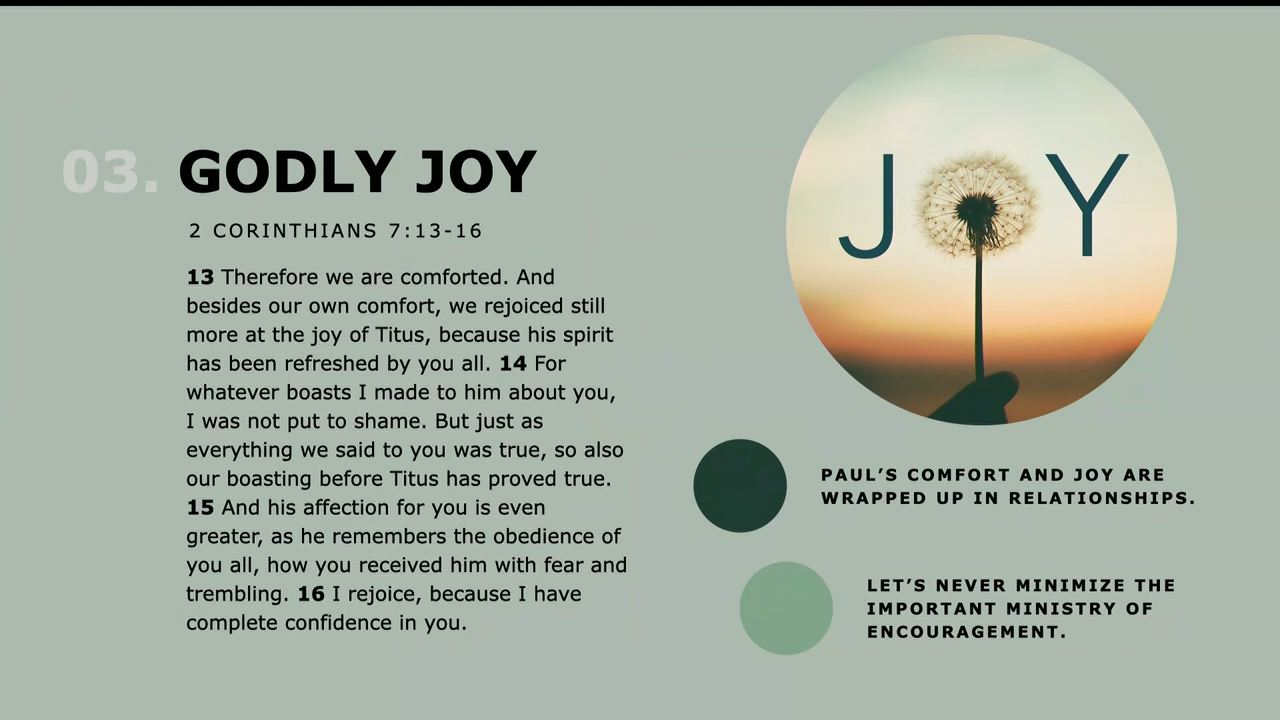 03. GODLY JOY
2 CORINTHIANS 7:13-16
13 Therefore we are comforted. And
besides our own comfort, we rejoiced still
more at the joy of Titus, because his spirit
has been refreshed by you all. 14 For
whatever boasts I made to him about you,
I was not put to shame. But just as
everything we said to you was true, so also
our boasting before Titus has proved true.
15 And his affection for you is even
greater, as he remembers the obedience of
you all, how you received him with fear and
trembling. 16 I rejoice, because I have
complete confidence in you.
JOY
PAUL’S COMFORT AND JOY ARE
WRAPPED UP IN RELATIONSHIPS.
LET’S NEVER MINIMIZE THE
IMPORTANT MINISTRY OF
ENCOURAGEMENT.